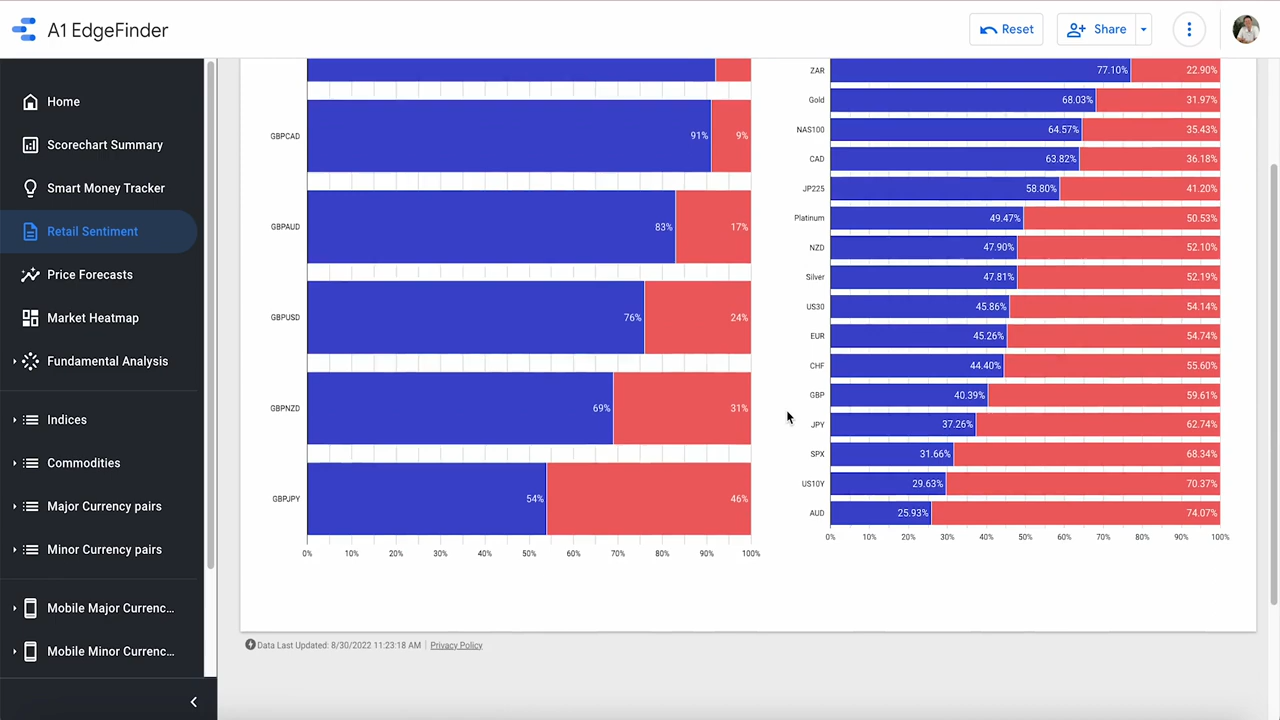 A1 EdgeFinder
Reset
Share
Home
Scorechart Summary
Smart Money Tracker
Retail Sentiment
Price Forecasts
Market Heatmap
Fundamental Analysis
Indices
Commodities
Major Currency pairs
Minor Currency pairs
Mobile Major Currenc...
Mobile Minor Currenc...
GBPCAD 91% 9%
GBPAUD 83% 17%
GBPUSD 76% 24%
GBPNZD 69% 31%
GBPJPY 54% 46%
0% 10% 20% 30% 40% 50% 60% 70% 80% 90% 100%
ZAR 77.10% 22.90%
Gold 68.03% 31.97%
NAS100 64.57% 35.43%
CAD 63.82% 36.18%
JP225 58.80% 41.20%
Platinum 49.47% 50.53%
NZD 47.90% 52.10%
Silver 47.81% 52.19%
US30 45.86% 54.14%
EUR 45.26% 54.74%
CHF 44.40% 55.60%
GBP 40.39% 59.61%
JPY 37.26% 62.74%
SPX 31.66% 68.34%
US10Y 29.63% 70.37%
AUD 25.93% 74.07%
0% 10% 20% 30% 40% 50% 60% 70% 80% 90% 100%
Data Last Updated: 8/30/2022 11:23:18 AM | Privacy Policy